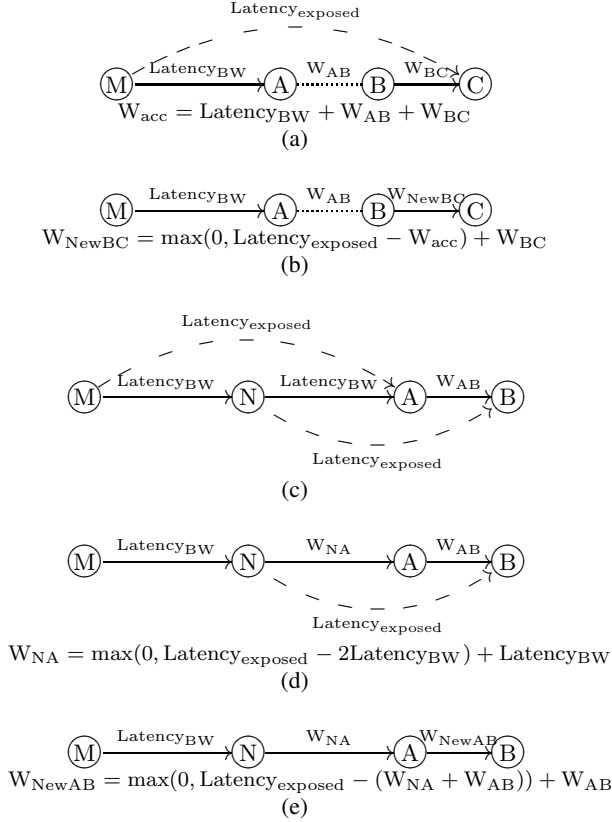 Latency_exposed
Latency_BW W_AB W_BC
M A B C
W_acc = Latency_BW + W_AB + W_BC
(a)
Latency_BW W_AB W_NewBC
M A B C
W_NewBC = max(0, Latency_exposed − W_acc) + W_BC
(b)
Latency_exposed
Latency_BW Latency_BW W_AB
M N A B
Latency_exposed
(c)
Latency_BW W_NA W_AB
M N A B
Latency_exposed
W_NA = max(0, Latency_exposed − 2Latency_BW) + Latency_BW
(d)
Latency_BW W_NA W_NewAB
M N A B
W_NewAB = max(0, Latency_exposed − (W_NA + W_AB)) + W_AB
(e)